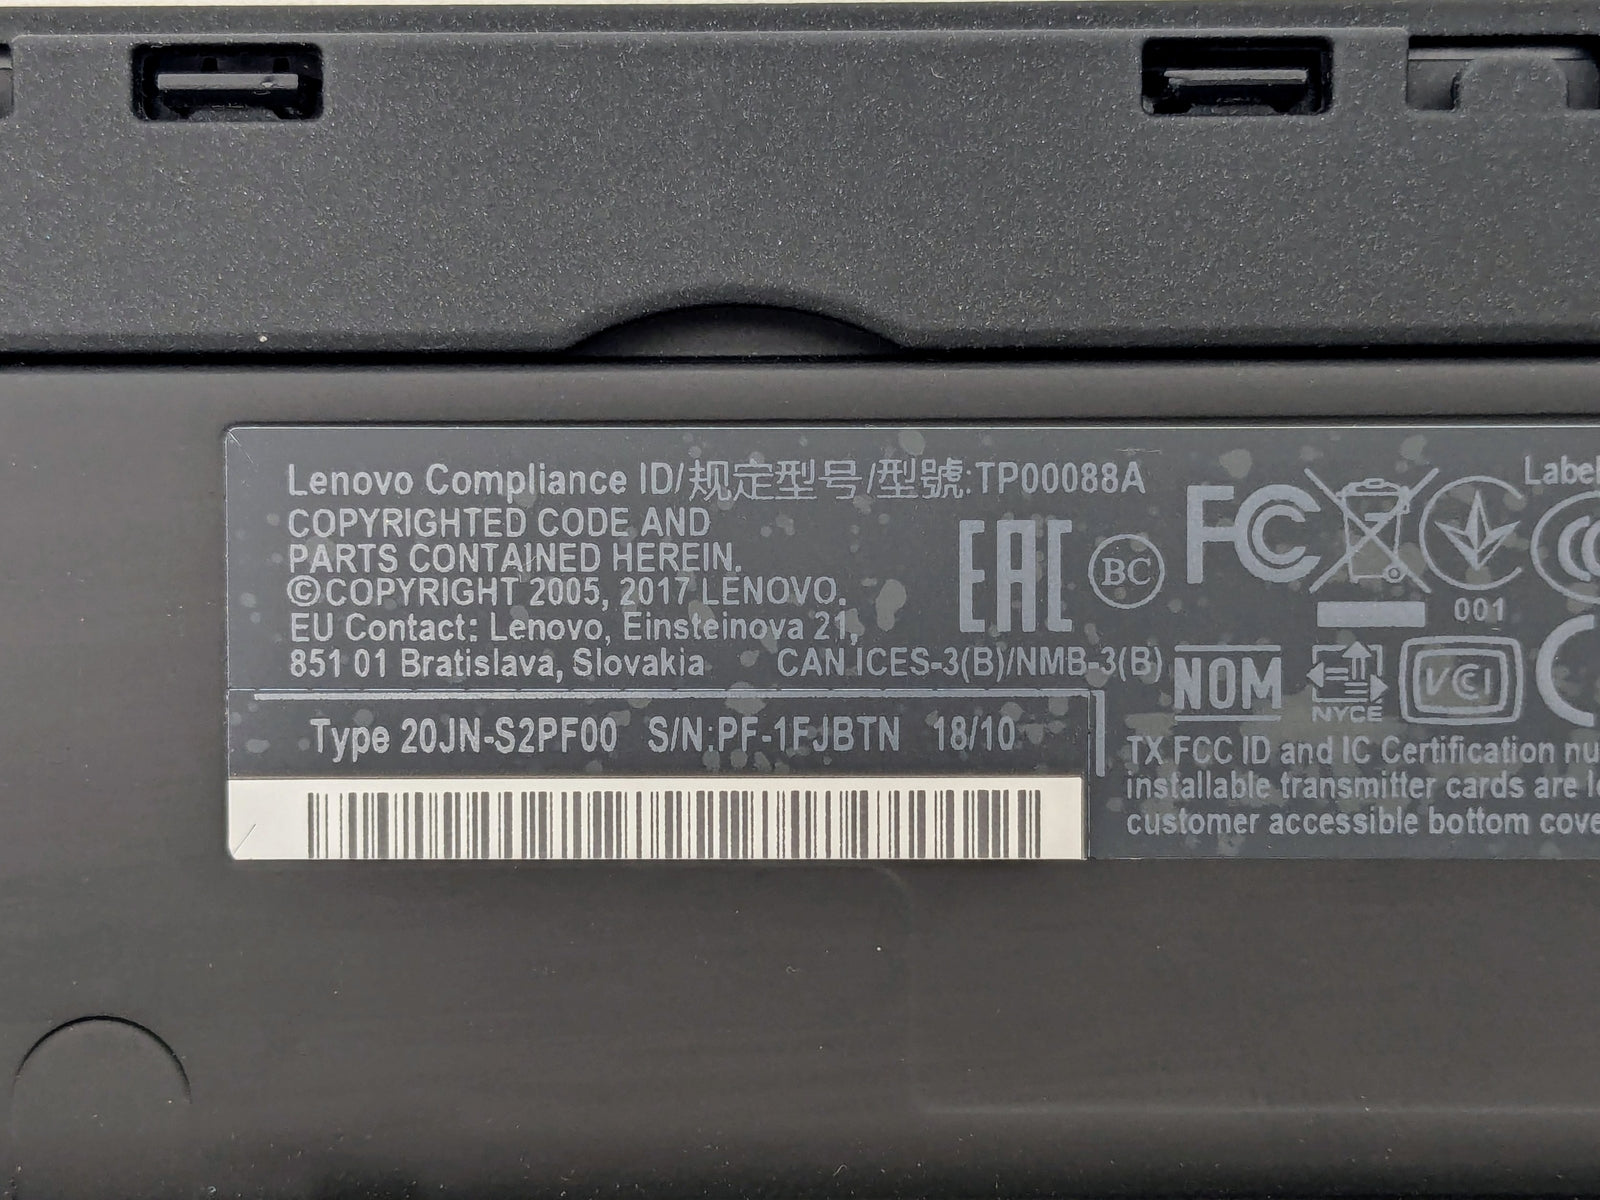 Lenovo Compliance ID/规定型号/型號:TP00088A
COPYRIGHTED CODE AND
PARTS CONTAINED HEREIN.
©COPYRIGHT 2005, 2017 LENOVO.
EU Contact: Lenovo, Einsteinova 21,
851 01 Bratislava, Slovakia
CAN ICES-3(B)/NMB-3(B)
Type 20JN-S2PF00 S/N:PF-1FJBTN 18/10
EAC
BC
FC
Label
001
NOM
NYCE
VCCI
TX FCC ID and IC Certification
installable transmitter cards are
customer accessible bottom